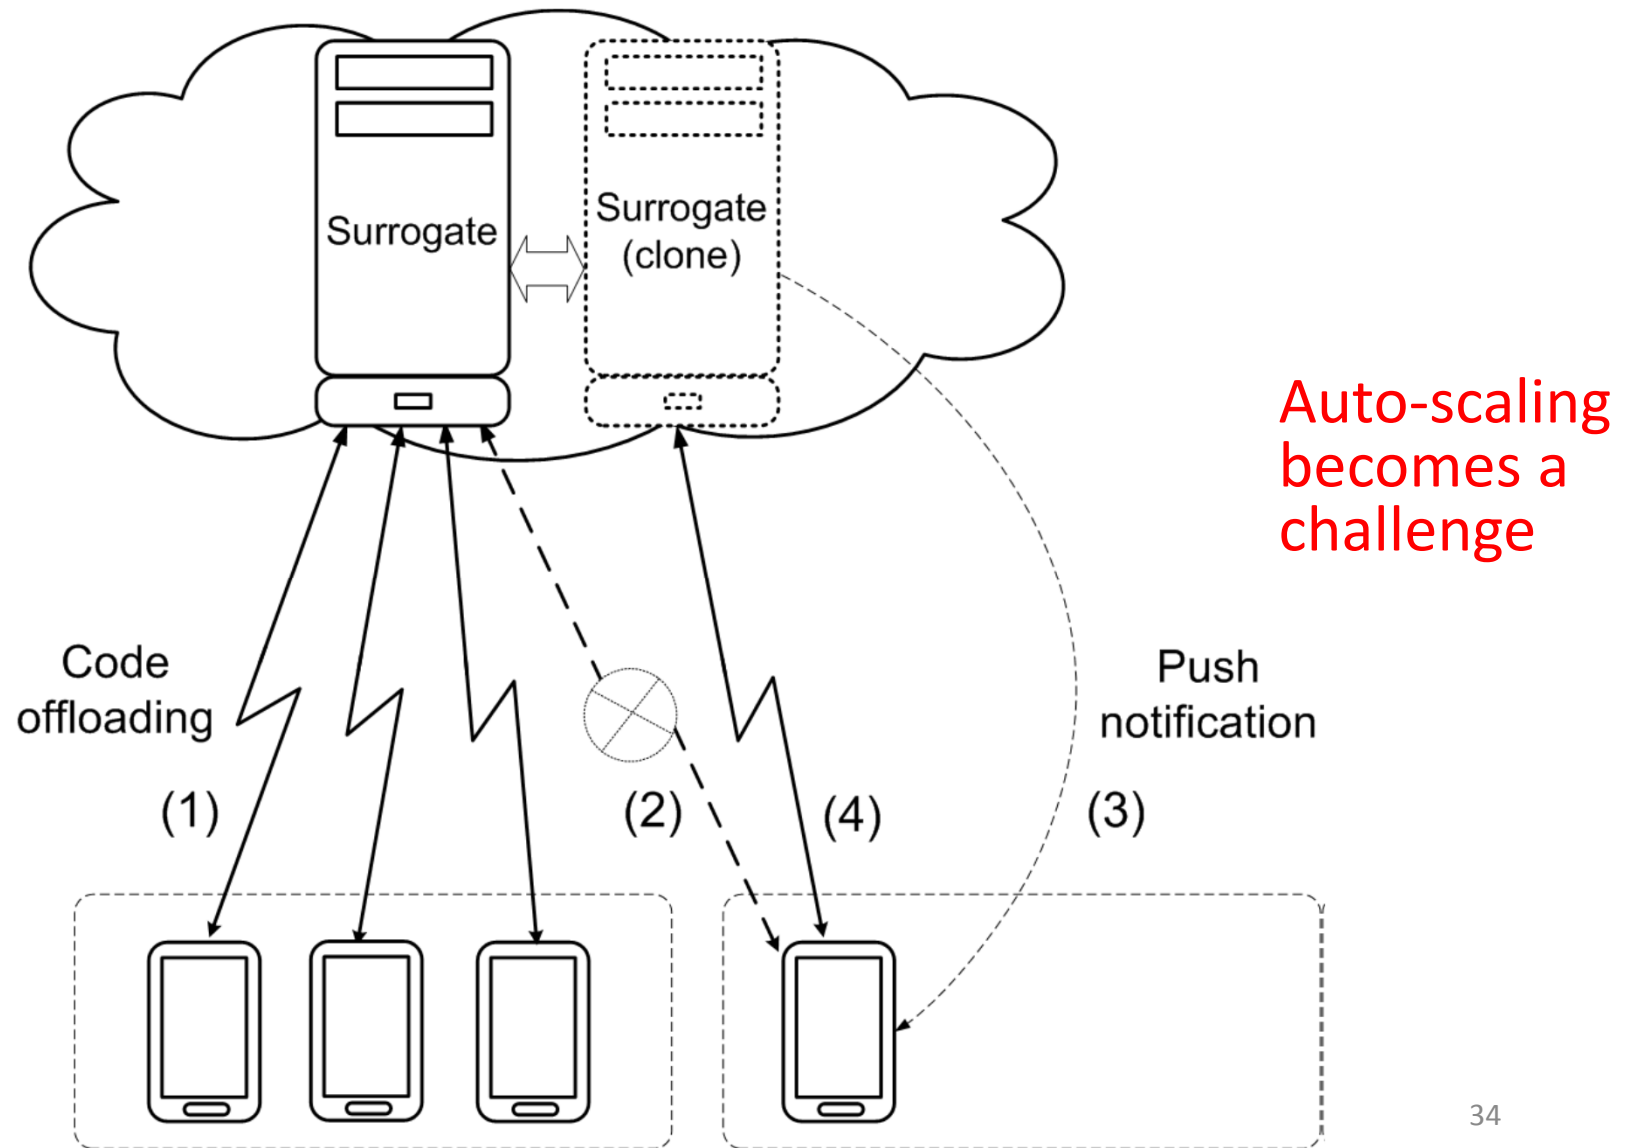 Surrogate
Surrogate
(clone)
Auto-scaling
becomes a
challenge
Code
offloading
Push
notification
(1)
(2)
(4)
(3)
34